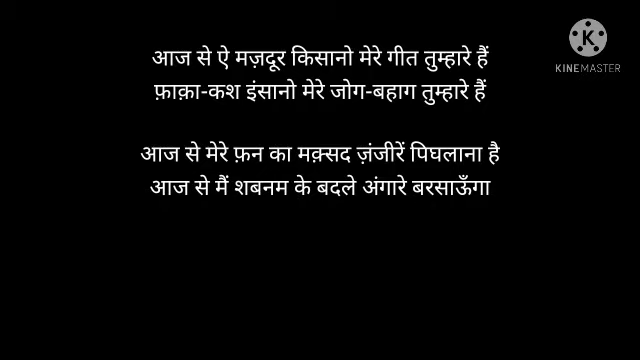 K
KINEMASTER
आज से ऐ मज़दूर किसानो मेरे गीत तुम्हारे हैं
फ़ाक़ा-कश इंसानो मेरे जोग-बहाग तुम्हारे हैं
आज से मेरे फ़न का मक़्सद ज़ंजीरें पिघलाना है
आज से मैं शबनम के बदले अंगारे बरसाऊँगा